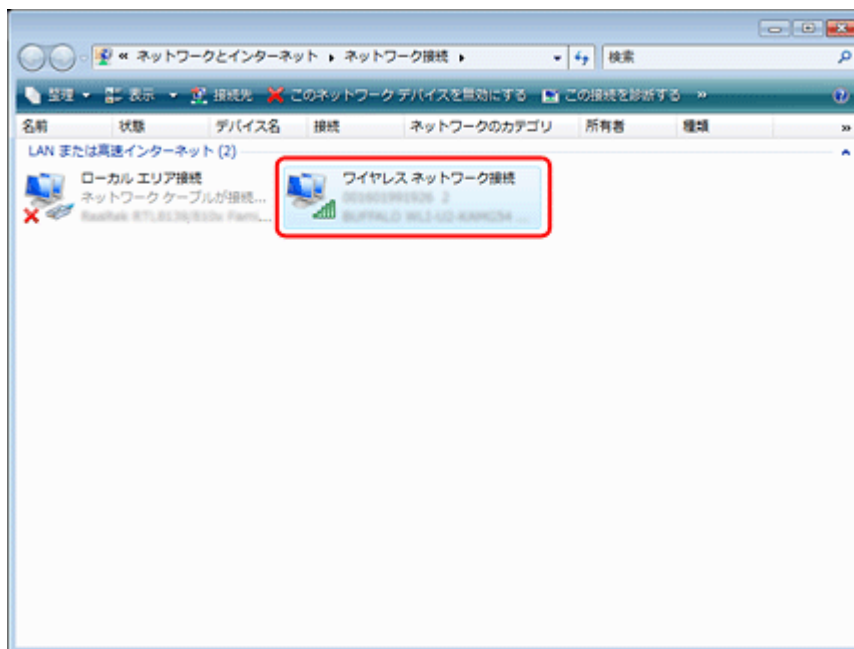 « ネットワークとインターネット ▸ ネットワーク接続 ▸ 検索
整理 表示 接続先 このネットワーク デバイスを無効にする この接続を診断する »
名前 状態 デバイス名 接続 ネットワークのカテゴリ 所有者 種類 »
LAN または高速インターネット (2)
ローカル エリア接続
ネットワーク ケーブルが接続...
ワイヤレス ネットワーク接続